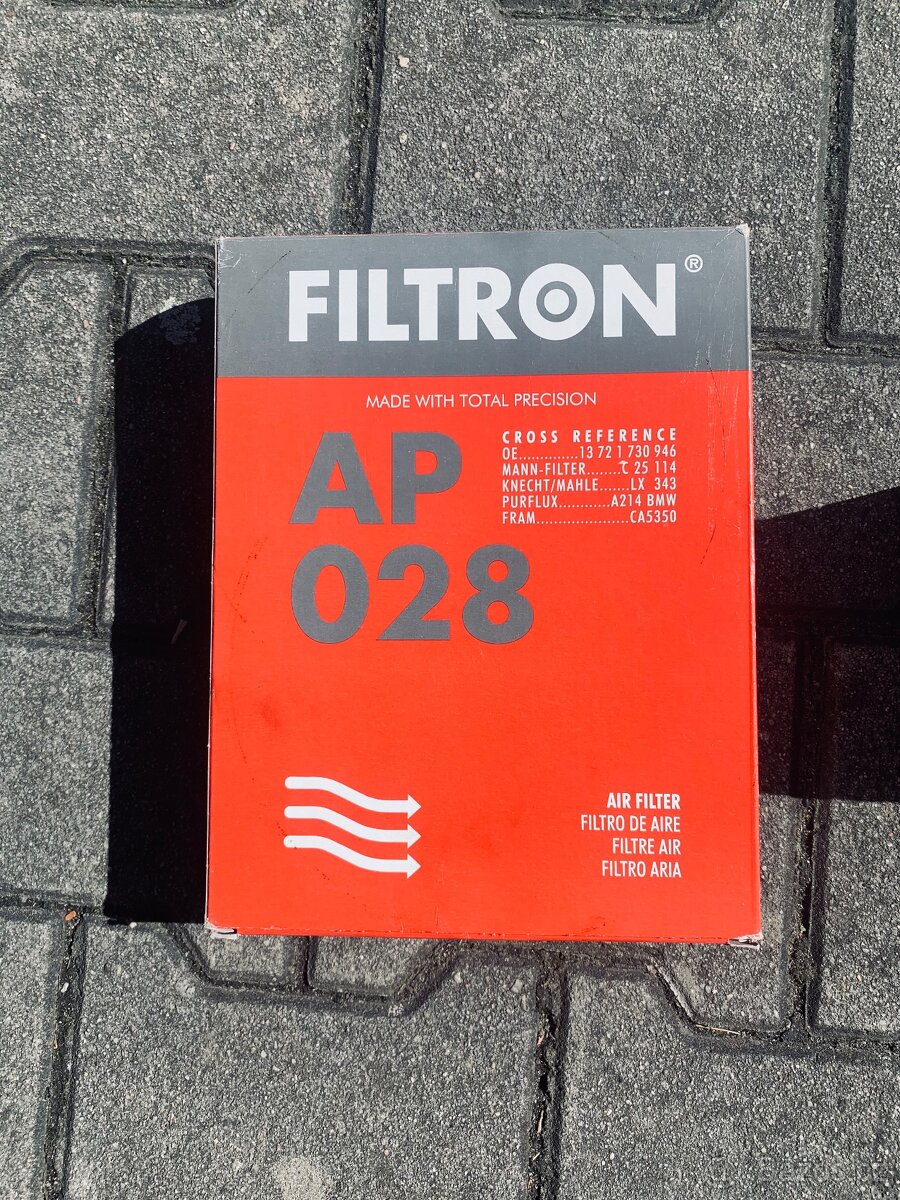 FILTRON®
MADE WITH TOTAL PRECISION
AP
028
CROSS REFERENCE
OE..............13 72 1 730 946
MANN-FILTER........C 25 114
KNECHT/MAHLE.......LX 343
PURFLUX............A214 BMW
FRAM.....................CA5350
AIR FILTER
FILTRO DE AIRE
FILTRE AIR
FILTRO ARIA